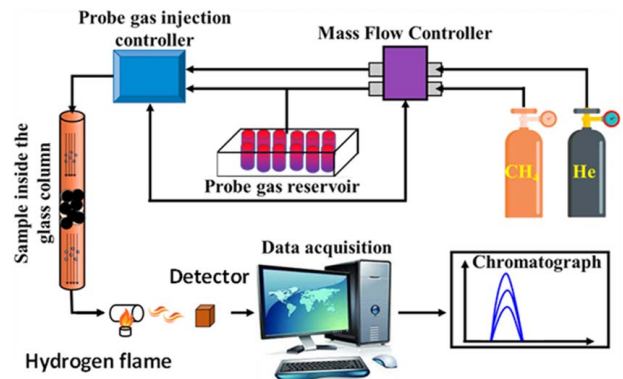 Probe gas injection
controller
Mass Flow Controller
Sample inside the
glass column
Probe gas reservoir
CH4
He
Data acquisition
Detector
Chromatograph
Hydrogen flame